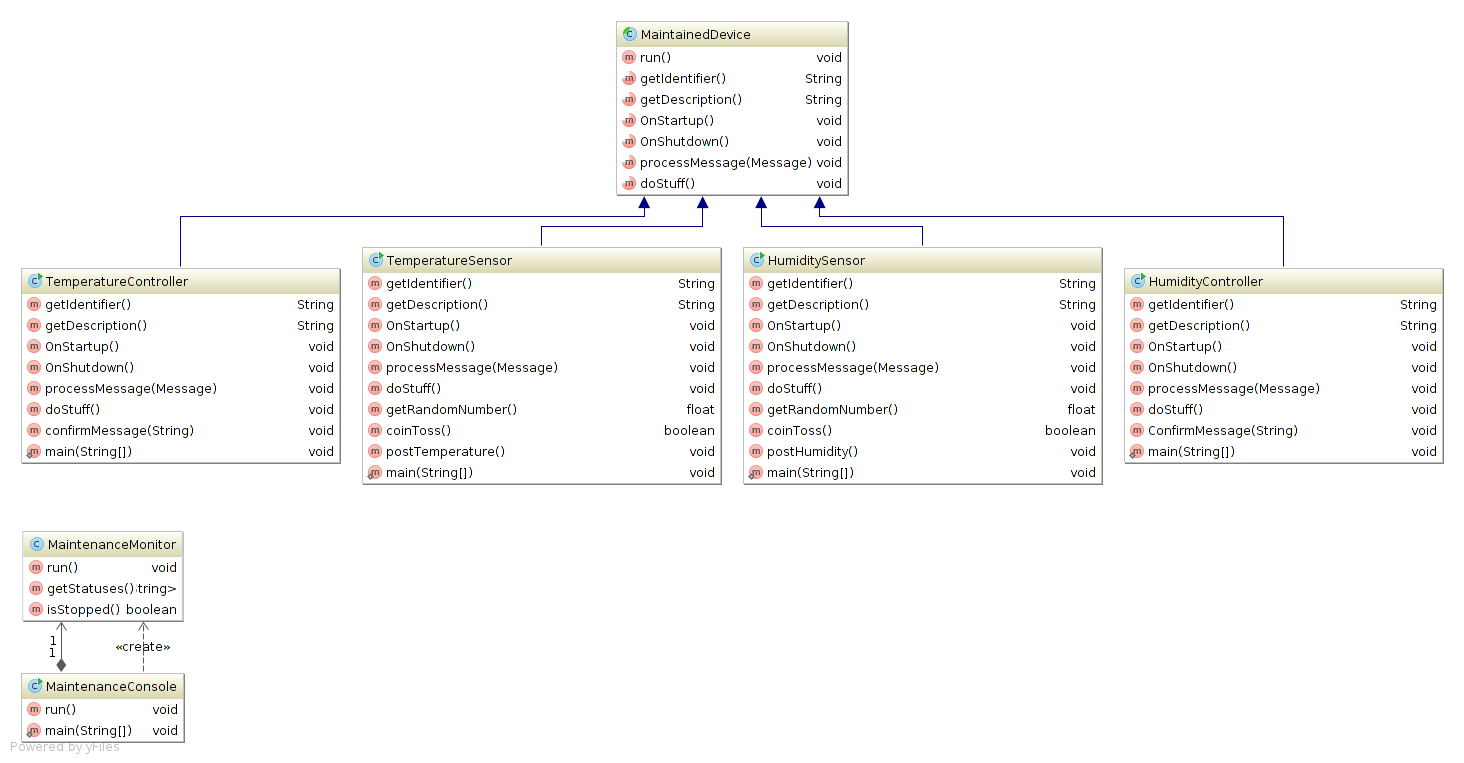 MaintainedDevice
run() void
getIdentifier() String
getDescription() String
OnStartup() void
OnShutdown() void
processMessage(Message) void
doStuff() void
TemperatureController
getIdentifier() String
getDescription() String
OnStartup() void
OnShutdown() void
processMessage(Message) void
doStuff() void
confirmMessage(String) void
main(String[]) void
TemperatureSensor
getIdentifier() String
getDescription() String
OnStartup() void
OnShutdown() void
processMessage(Message) void
doStuff() void
getRandomNumber() float
coinToss() boolean
postTemperature() void
main(String[]) void
HumiditySensor
getIdentifier() String
getDescription() String
OnStartup() void
OnShutdown() void
processMessage(Message) void
doStuff() void
getRandomNumber() float
coinToss() boolean
postHumidity() void
main(String[]) void
HumidityController
getIdentifier() String
getDescription() String
OnStartup() void
OnShutdown() void
processMessage(Message) void
doStuff() void
ConfirmMessage(String) void
main(String[]) void
MaintenanceMonitor
run() void
getStatuses() tring>
isStopped() boolean
1
1
«create»
MaintenanceConsole
run() void
main(String[]) void
Powered by yFiles